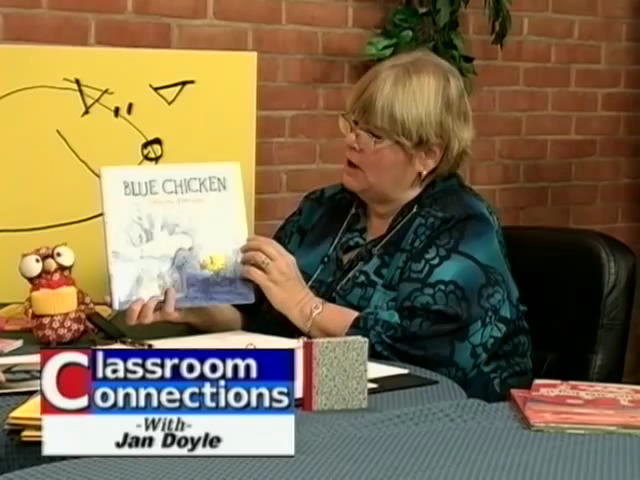 BLUE CHICKEN
Classroom
Connections
-With-
Jan Doyle